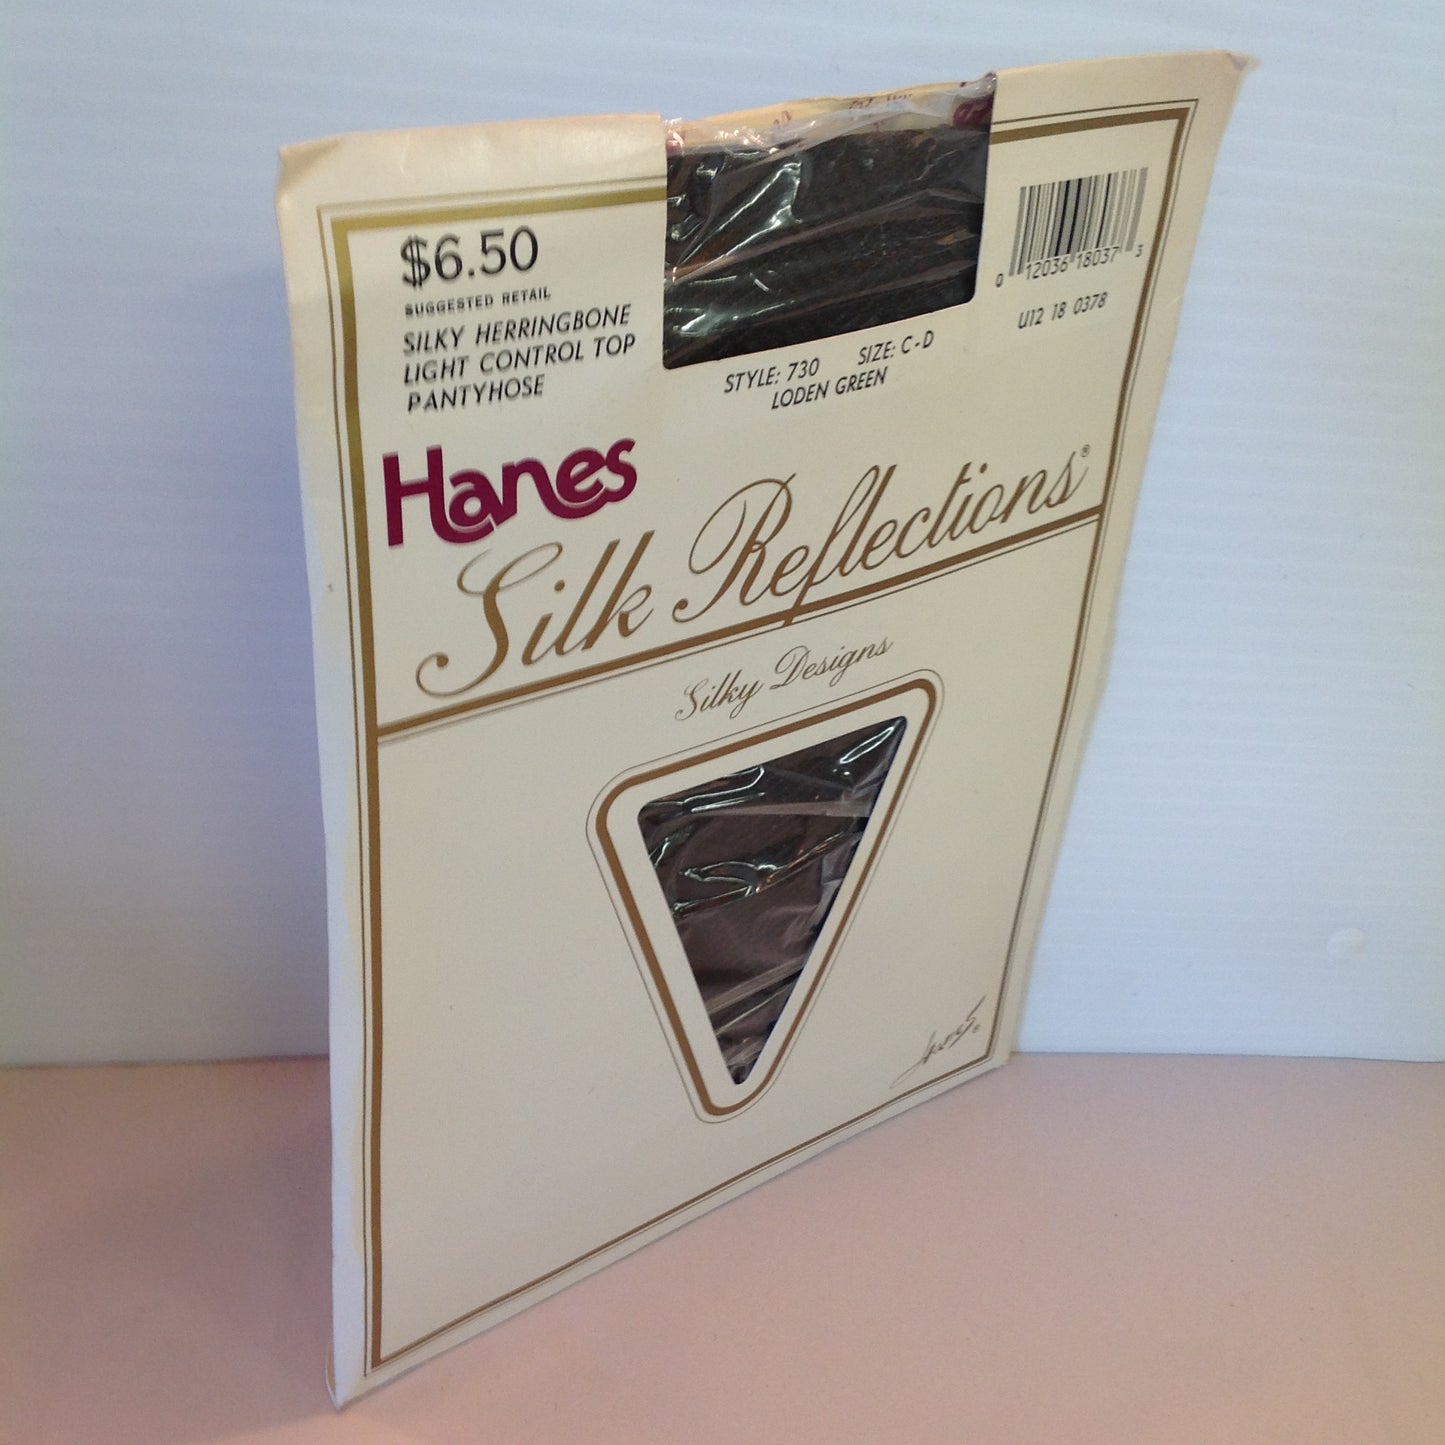 $6.50
SUGGESTED RETAIL
SILKY HERRINGBONE
LIGHT CONTROL TOP
PANTYHOSE
STYLE: 730 SIZE: C-D
LODEN GREEN
0 12036 18037 3
U12 18 0378
Hanes
Silk Reflections®
Silky Designs
Hanes®